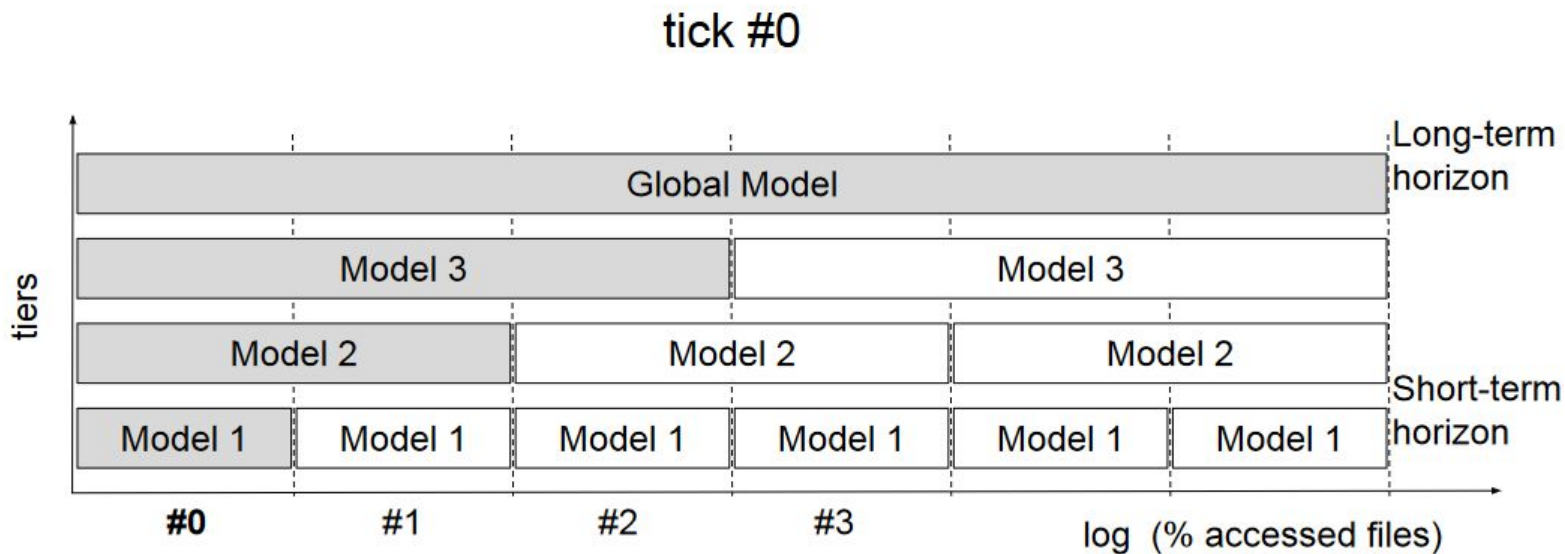 tick #0
Long-term
horizon
Global Model
Model 3 Model 3
tiers
Model 2 Model 2 Model 2
Short-term
horizon
Model 1 Model 1 Model 1 Model 1 Model 1 Model 1
#0 #1 #2 #3
log (% accessed files)